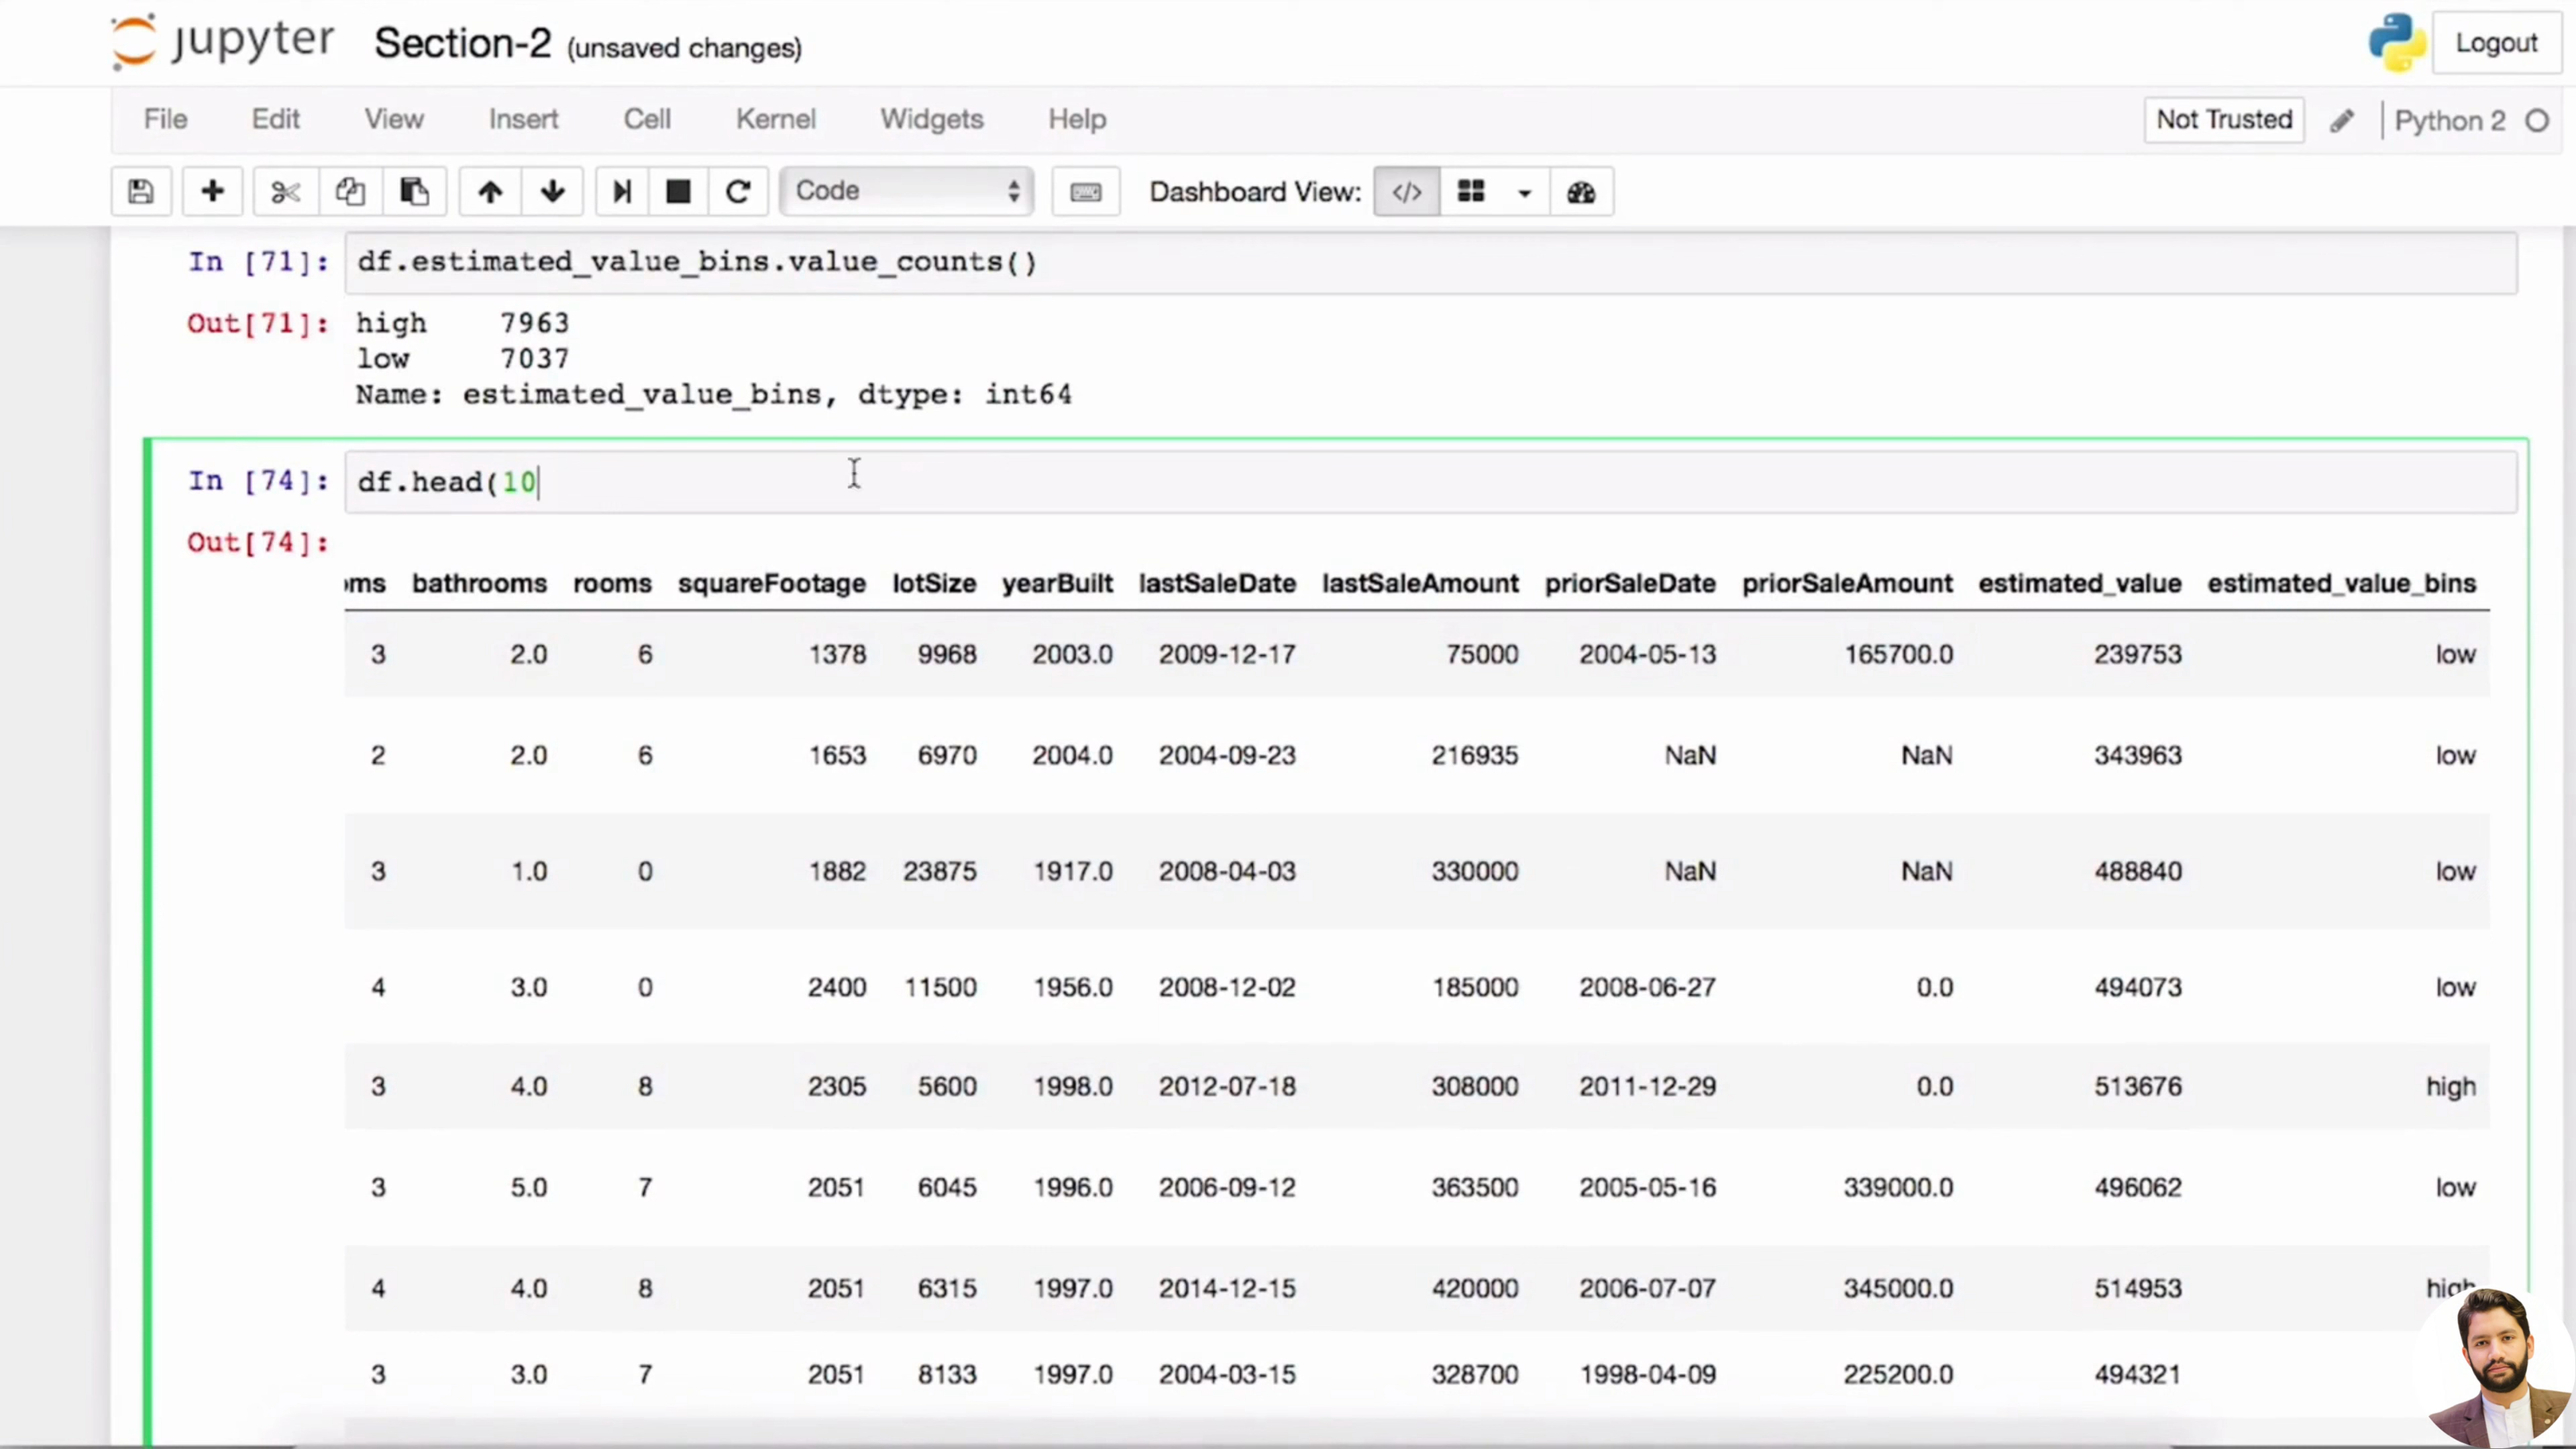 jupyter Section-2 (unsaved changes) Logout
File Edit View Insert Cell Kernel Widgets Help Not Trusted Python 2
Code Dashboard View: </>
In [71]: df.estimated_value_bins.value_counts()
Out[71]: high 7963
low 7037
Name: estimated_value_bins, dtype: int64
In [74]: df.head(10
Out[74]:
oms bathrooms rooms squareFootage lotSize yearBuilt lastSaleDate lastSaleAmount priorSaleDate priorSaleAmount estimated_value estimated_value_bins
3 2.0 6 1378 9968 2003.0 2009-12-17 75000 2004-05-13 165700.0 239753 low
2 2.0 6 1653 6970 2004.0 2004-09-23 216935 NaN NaN 343963 low
3 1.0 0 1882 23875 1917.0 2008-04-03 330000 NaN NaN 488840 low
4 3.0 0 2400 11500 1956.0 2008-12-02 185000 2008-06-27 0.0 494073 low
3 4.0 8 2305 5600 1998.0 2012-07-18 308000 2011-12-29 0.0 513676 high
3 5.0 7 2051 6045 1996.0 2006-09-12 363500 2005-05-16 339000.0 496062 low
4 4.0 8 2051 6315 1997.0 2014-12-15 420000 2006-07-07 345000.0 514953 high
3 3.0 7 2051 8133 1997.0 2004-03-15 328700 1998-04-09 225200.0 494321